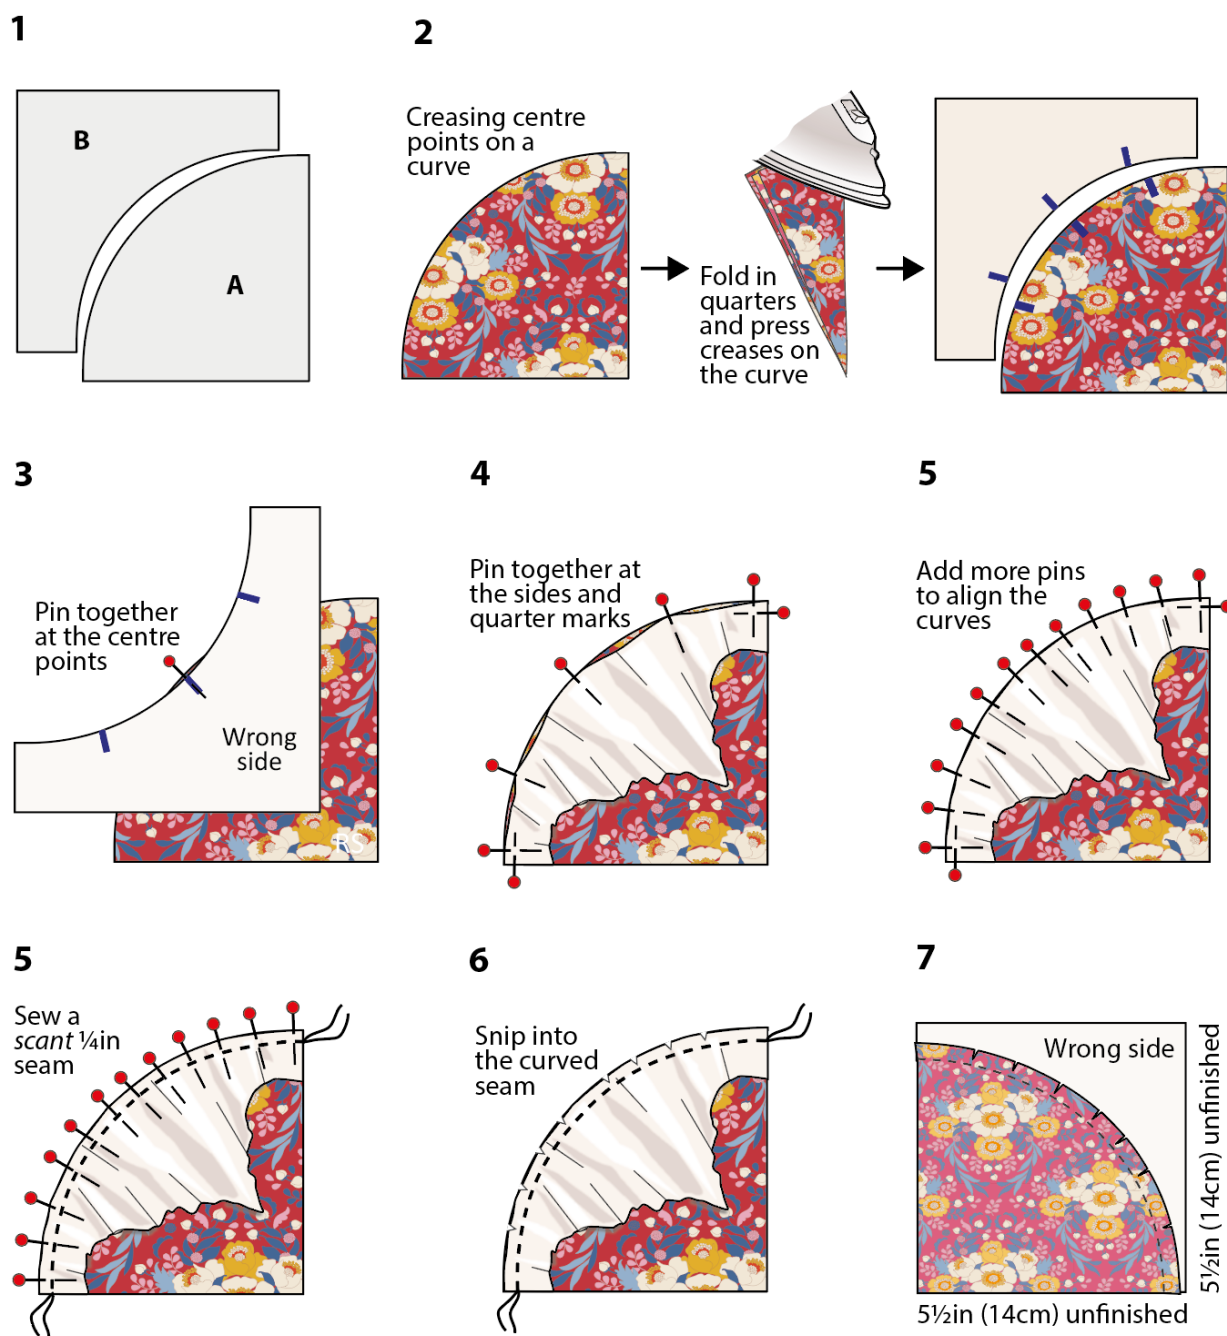 1
B
A
2
Creasing centre
points on a
curve
Fold in
quarters
and press
creases on
the curve
3
Pin together
at the centre
points
Wrong
side
RS
4
Pin together at
the sides and
quarter marks
5
Add more pins
to align the
curves
5
Sew a
scant ¼in
seam
6
Snip into
the curved
seam
7
Wrong side
5½in (14cm) unfinished
5½in (14cm) unfinished